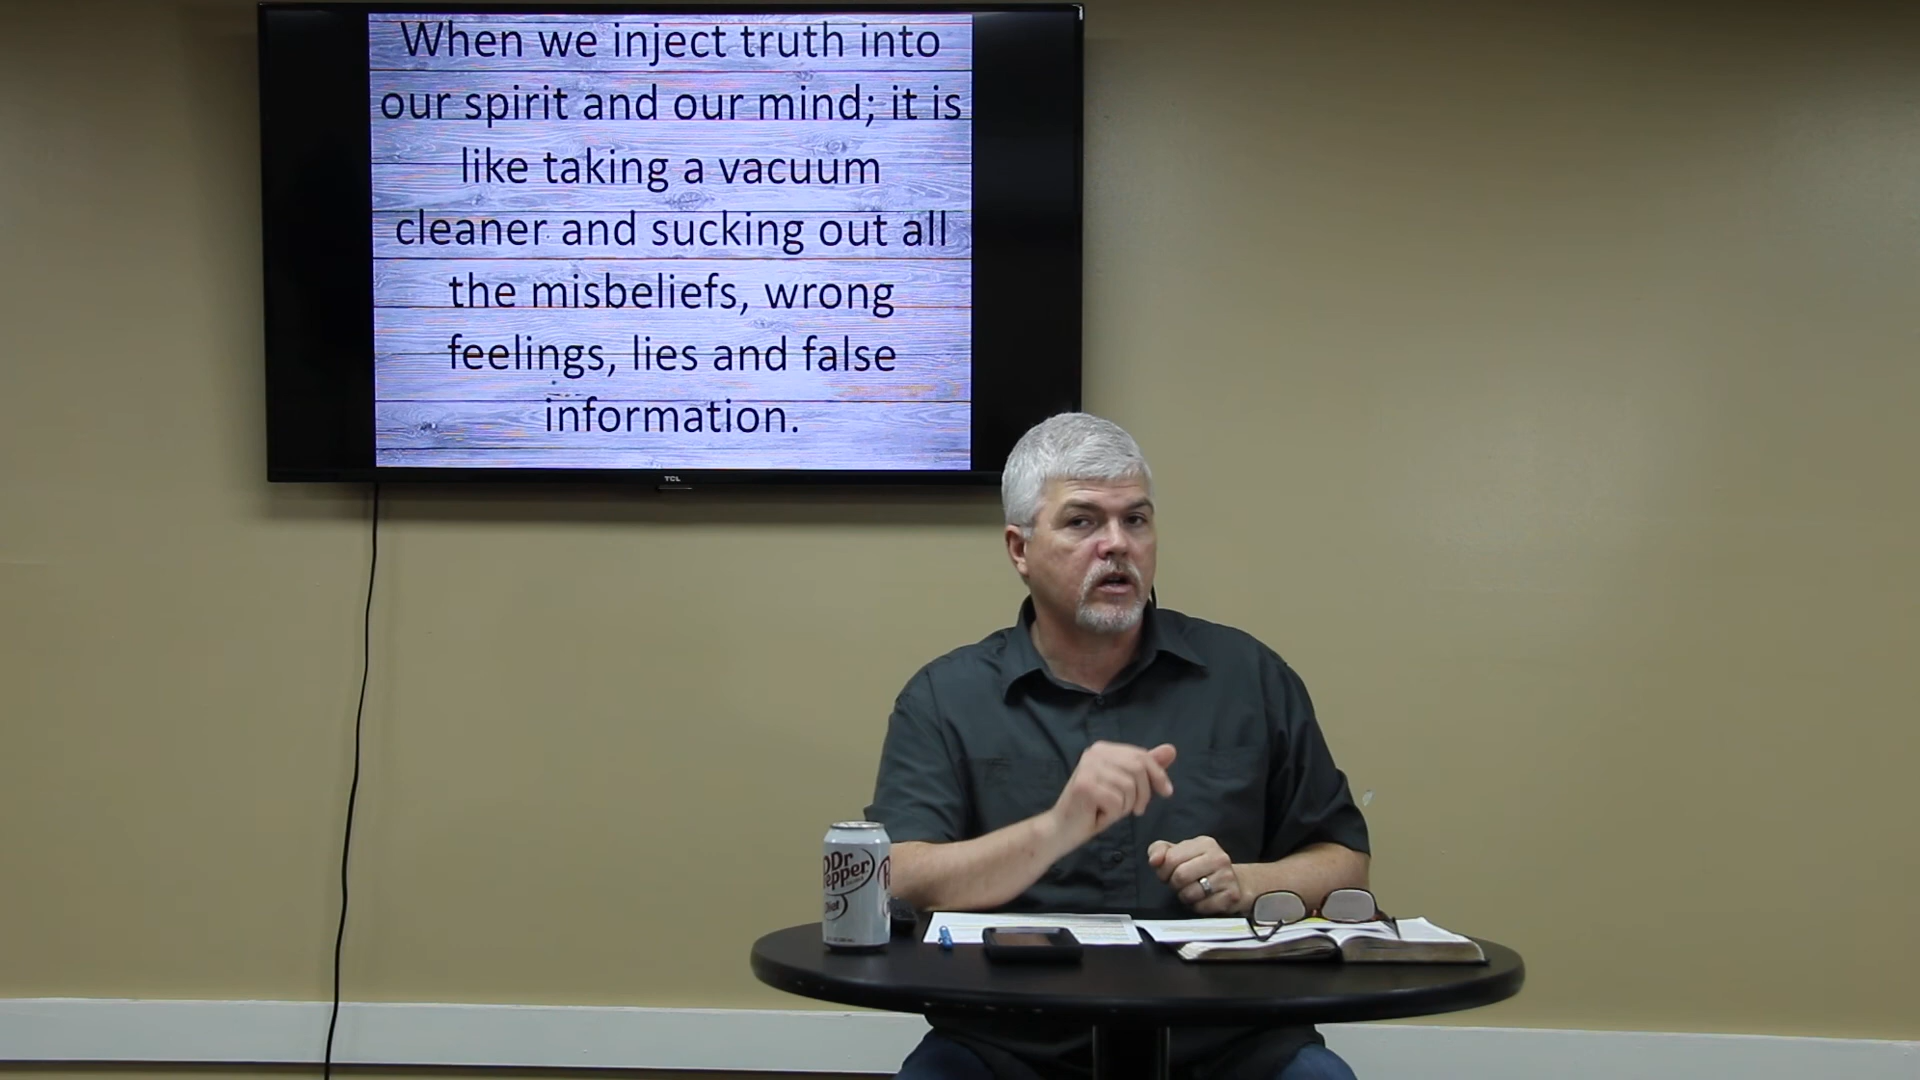 When we inject truth into
our spirit and our mind; it is
like taking a vacuum
cleaner and sucking out all
the misbeliefs, wrong
feelings, lies and false
information.
TCL
Dr
Pepper
Diet